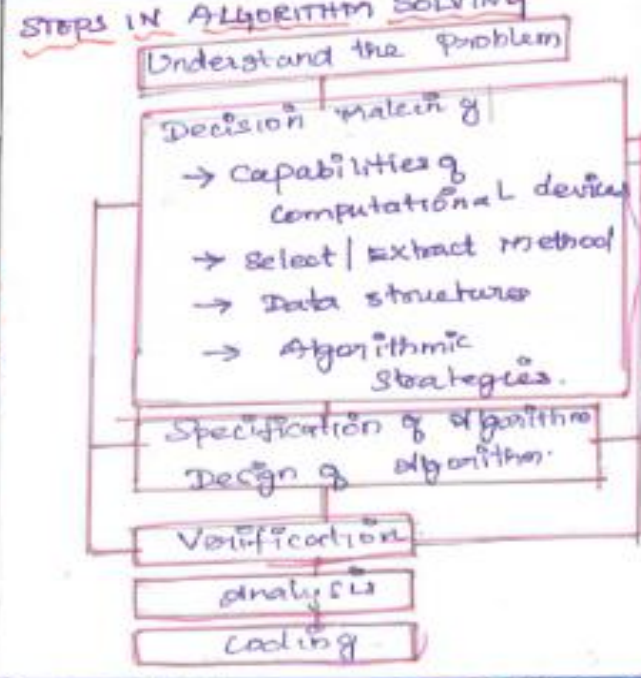 STEPS IN ALGORITHM SOLVING
Understand the Problem
Decision Making
→ Capabilities of
computational devices
→ Select | Extract Method
→ Data structures
→ Algorithmic
Strategies.
Specification of algorithm
Design of algorithm.
Verification
analysis
coding